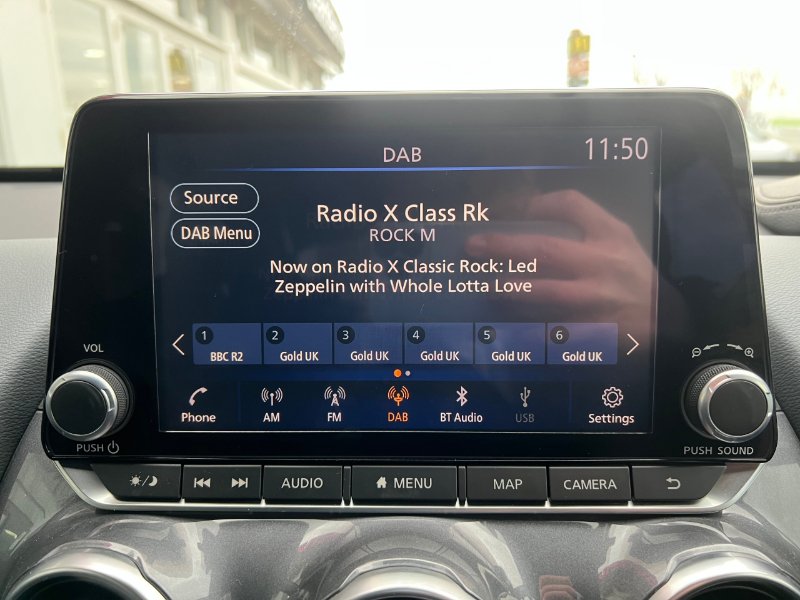 DAB
11:50
Source
DAB Menu
Radio X Class Rk
ROCK M
Now on Radio X Classic Rock: Led
Zeppelin with Whole Lotta Love
1 BBC R2
2 Gold UK
3 Gold UK
4 Gold UK
5 Gold UK
6 Gold UK
Phone
AM
FM
DAB
BT Audio
USB
Settings
VOL
PUSH
PUSH SOUND
AUDIO
MENU
MAP
CAMERA